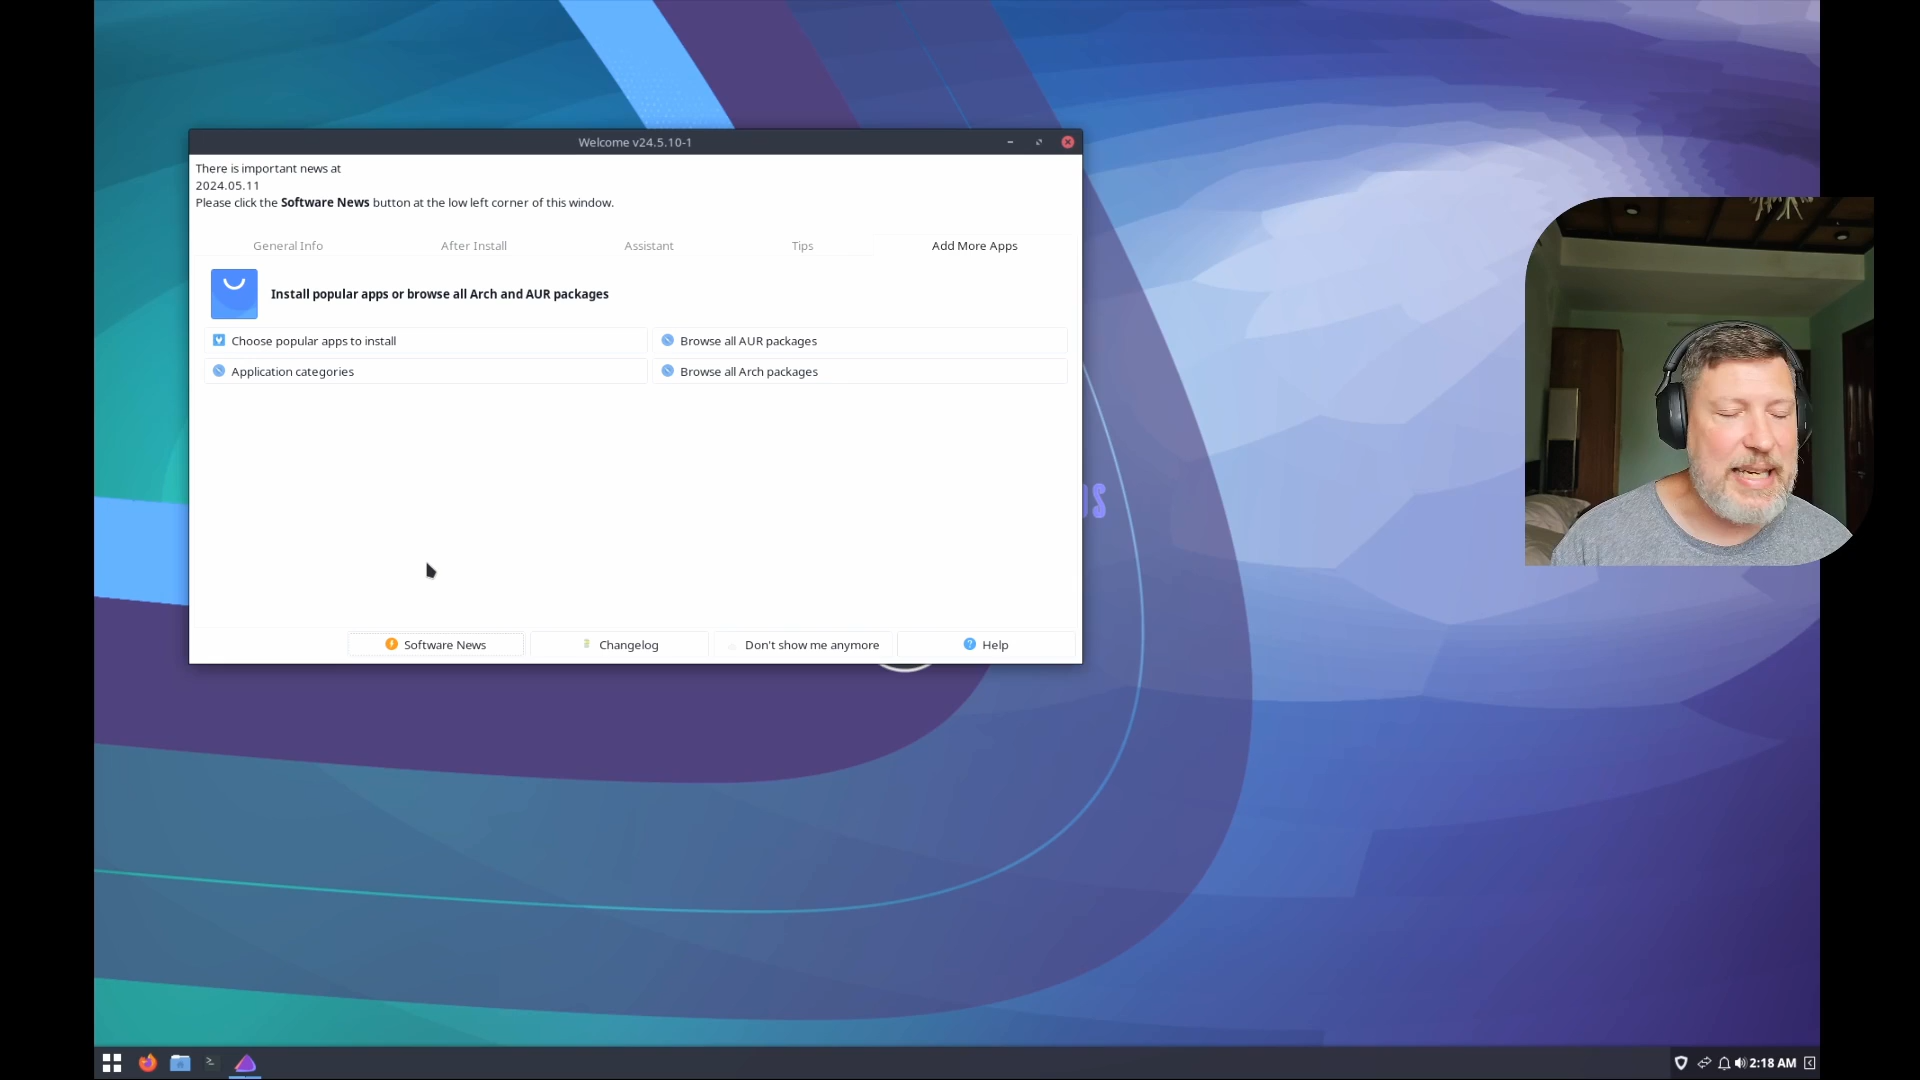 Welcome v24.5.10-1
There is important news at
2024.05.11
Please click the Software News button at the low left corner of this window.
General Info
After Install
Assistant
Tips
Add More Apps
Install popular apps or browse all Arch and AUR packages
Choose popular apps to install
Browse all AUR packages
Application categories
Browse all Arch packages
Software News
Changelog
Don't show me anymore
Help
2:18 AM